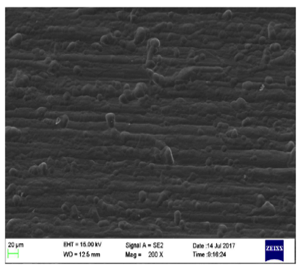 20 µm
EHT = 15.00 kV Signal A = SE2 Date :14 Jul 2017
WD = 12.5 mm Mag = 200 X Time :9:16:24
ZEISS